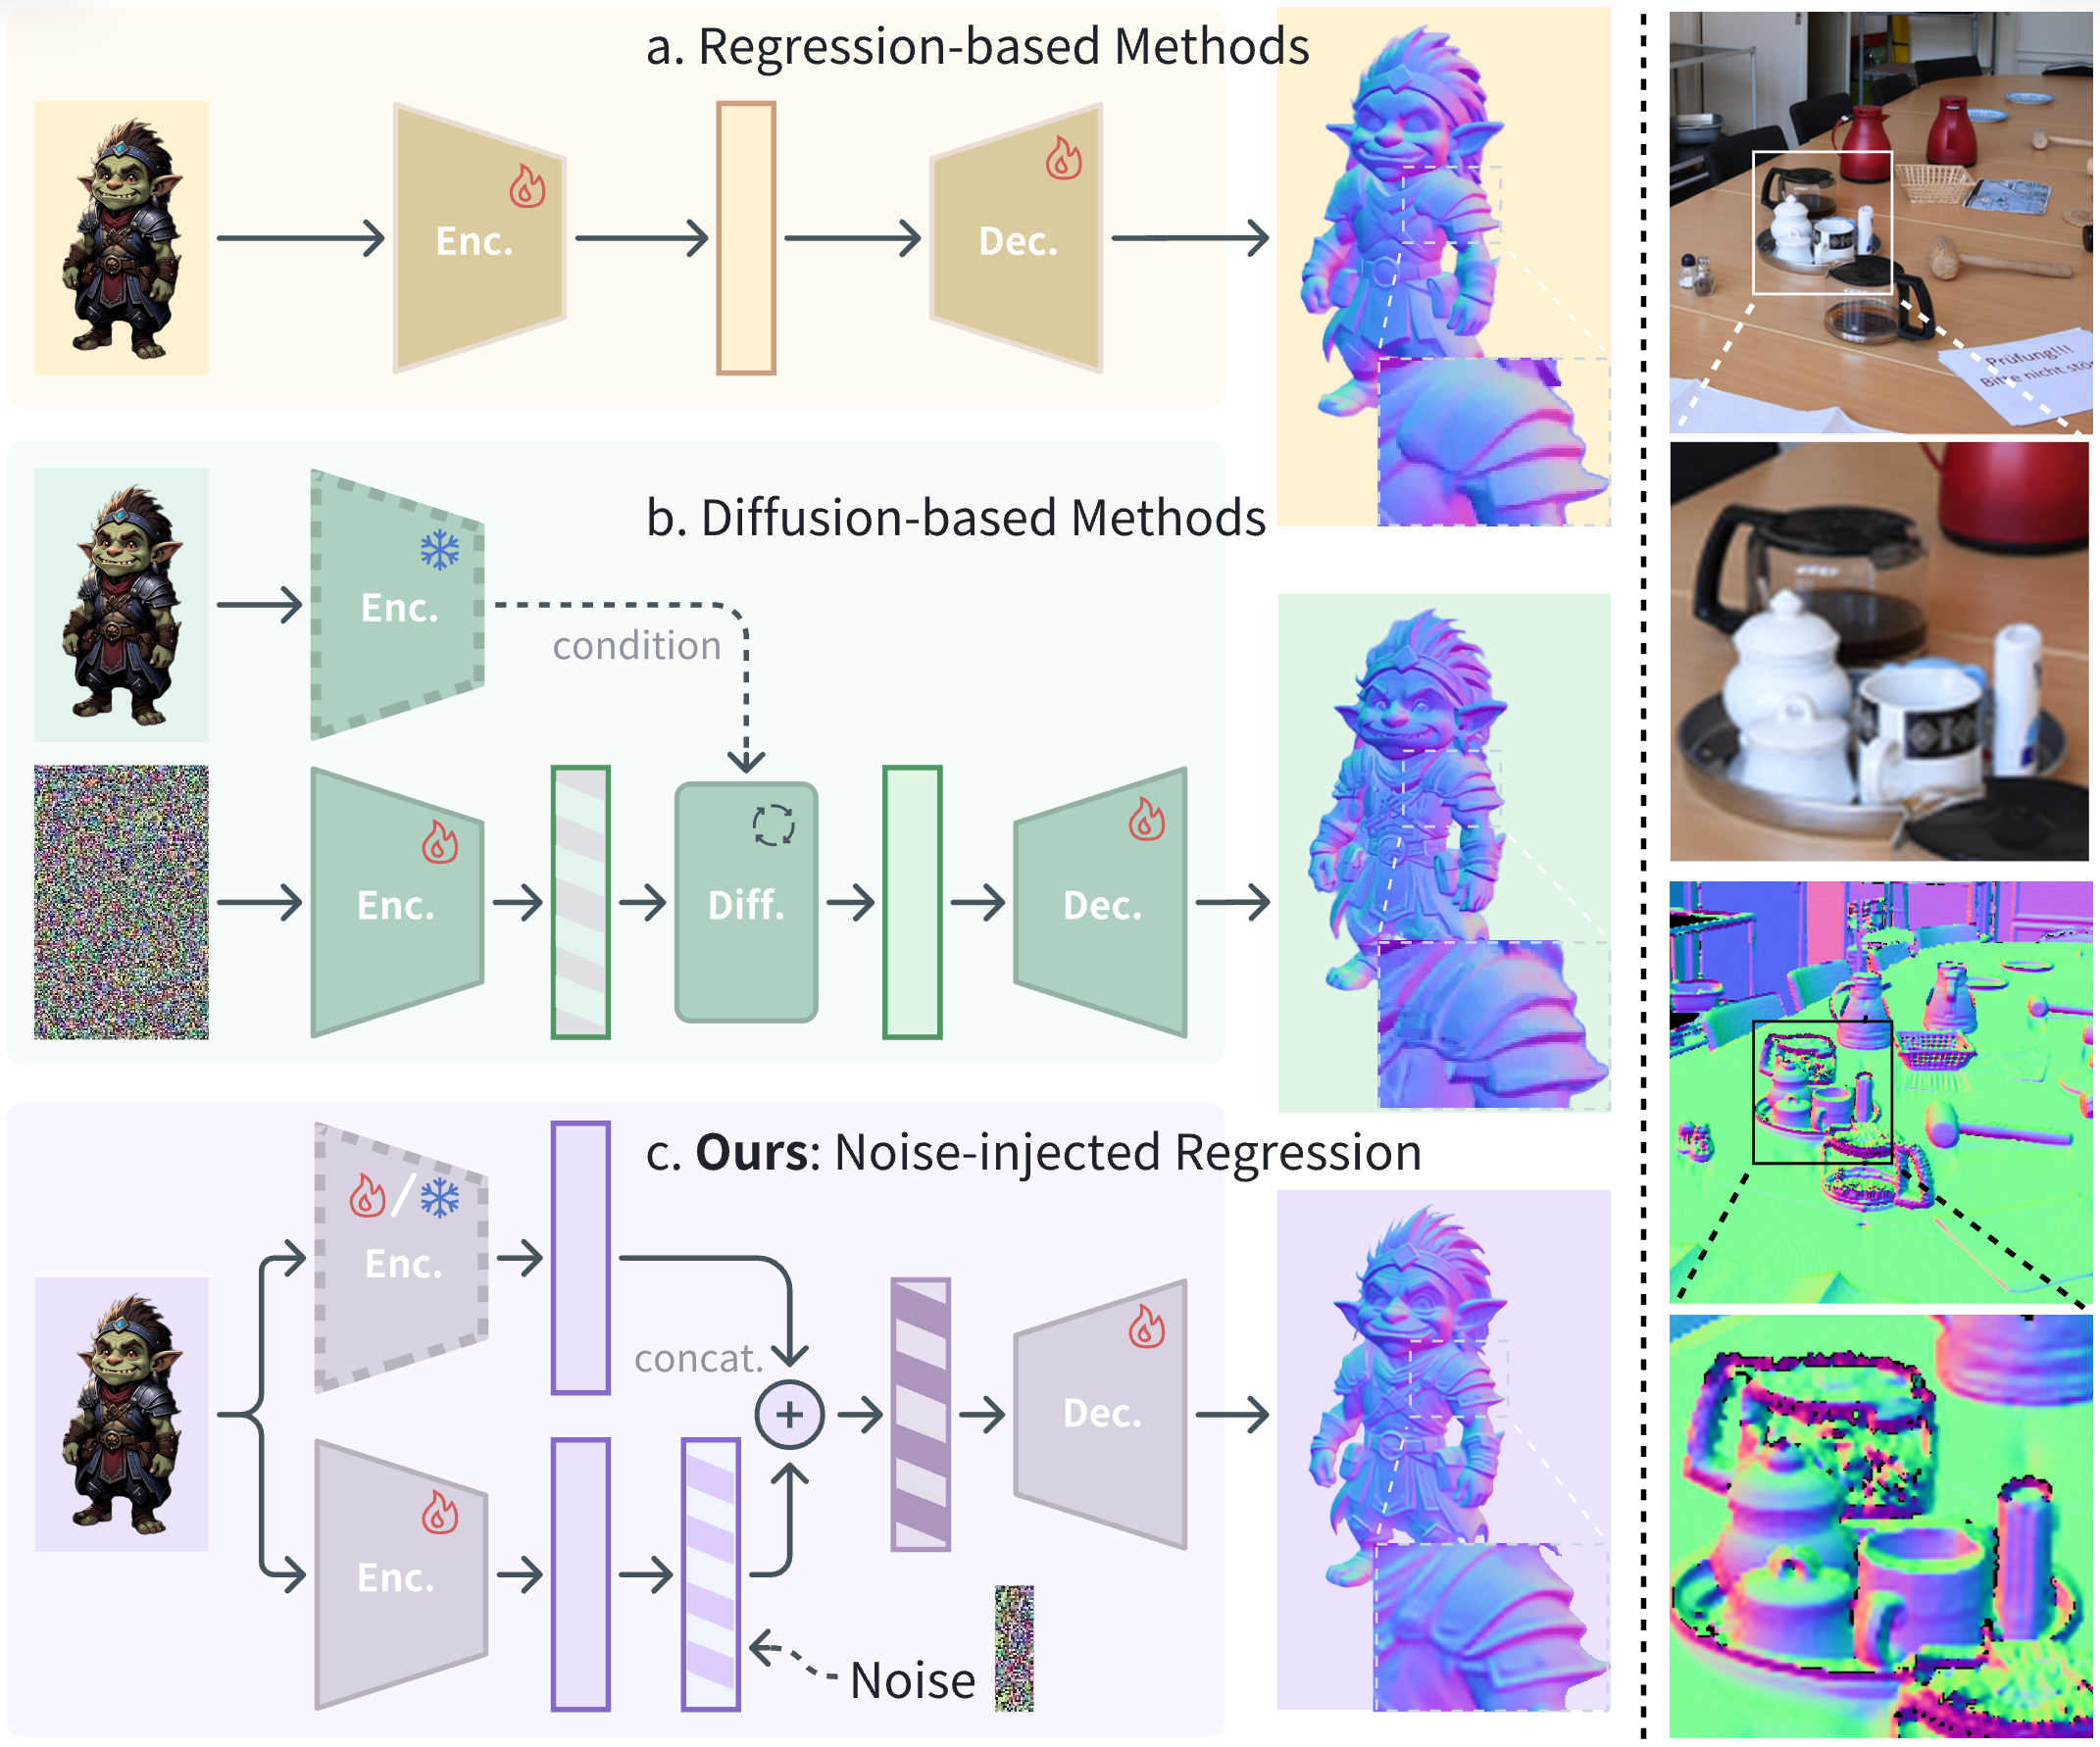 a. Regression-based Methods
Enc.
Dec.
b. Diffusion-based Methods
Enc.
condition
Enc.
Diff.
Dec.
c. Ours: Noise-injected Regression
Enc.
concat.
+
Dec.
Enc.
Noise
Prüfung!!!
Bitte nicht stö